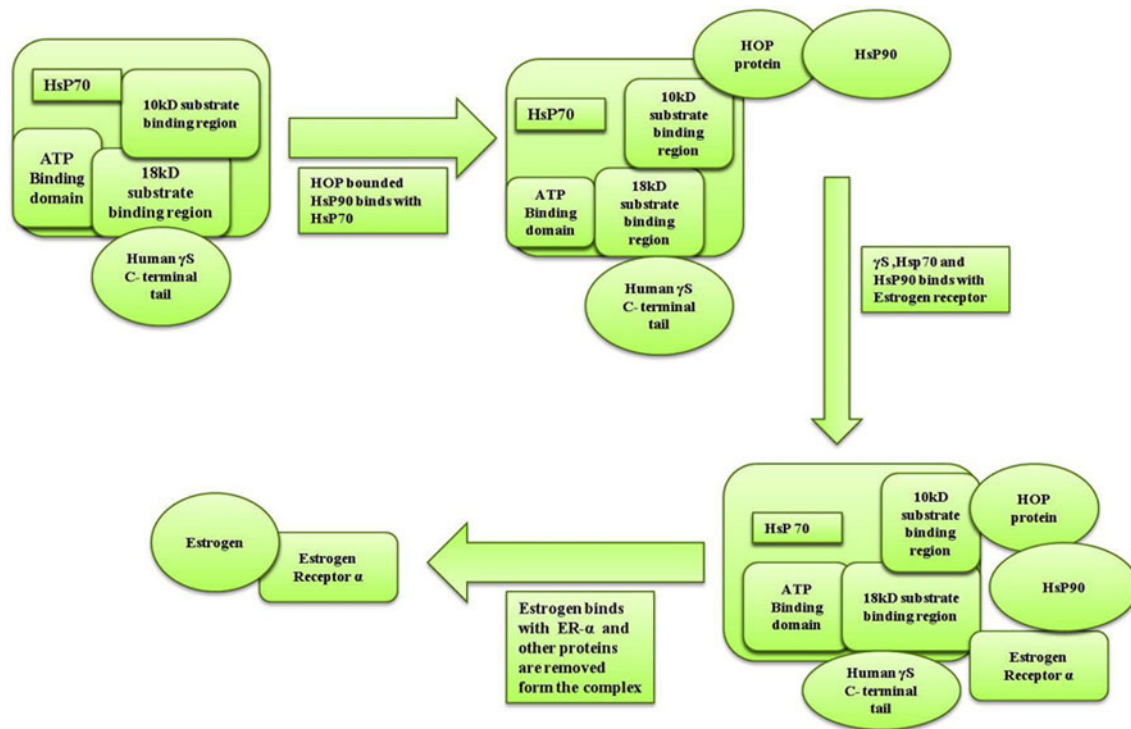 HsP70
10kD substrate
binding region
ATP
Binding
domain
18kD
substrate
binding region
Human γS
C- terminal
tail
HOP bounded
HsP90 binds with
HsP70
HOP
protein
HsP90
HsP70
10kD
substrate
binding
region
ATP
Binding
domain
18kD
substrate
binding
region
Human γS
C- terminal
tail
γS ,Hsp70 and
HsP90 binds with
Estrogen receptor
HsP 70
10kD
substrate
binding
region
HOP
protein
HsP90
ATP
Binding
domain
18kD substrate
binding region
Estrogen
Receptor α
Human γS
C- terminal
tail
Estrogen binds
with ER-α and
other proteins
are removed
form the complex
Estrogen
Estrogen
Receptor α